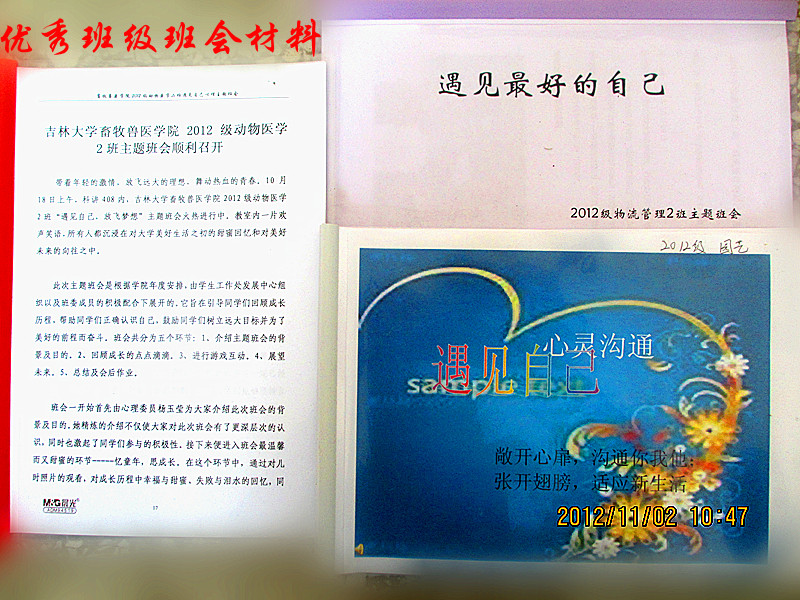 优秀班级班会材料
吉林大学畜牧兽医学院 2012 级动物医学
2 班主题班会顺利召开
带着年轻的激情，放飞远大的理想，舞动热血的青春。10 月
18 日上午，科讲 408 内，吉林大学畜牧兽医学院 2012 级动物医学
2 班“遇见自己，放飞梦想”主题班会火热进行中。教室内一片欢
声笑语，所有人都沉浸在对大学美好生活之初的甜蜜回忆和对美好
未来的向往之中。
此次主题班会是根据学院年度安排，由学生工作处发展中心组
织以及班委成员的积极配合下展开的。它旨在引导同学们回顾成长
历程，帮助同学们正确认识自己，鼓励同学们树立远大目标并为了
美好的前程而奋斗。班会共分为五个环节：1、介绍主题班会的背
景及目的。2、回顾成长的点点滴滴。3、进行游戏互动。4、展望
未来。5、总结及会后作业。
班会一开始首先由心理委员杨玉莹为大家介绍此次班会的背
景及目的。她精炼的介绍不仅使大家对此次班会有了更深层次的认
识，同时也激起了同学们参与的积极性。接下来便进入班会最温馨
而又甜蜜的环节-----忆童年，思成长。在这个环节中，通过对儿
时照片的观看，对成长历程中幸福与甜蜜、失败与泪水的回忆，同
M&G 晨光
17
遇见最好的自己
2012级物流管理2班主题班会
2012级 园艺
心灵沟通
遇见自己
sample
敞开心扉，沟通你我他；
张开翅膀，适应新生活
2012/11/02 10:47